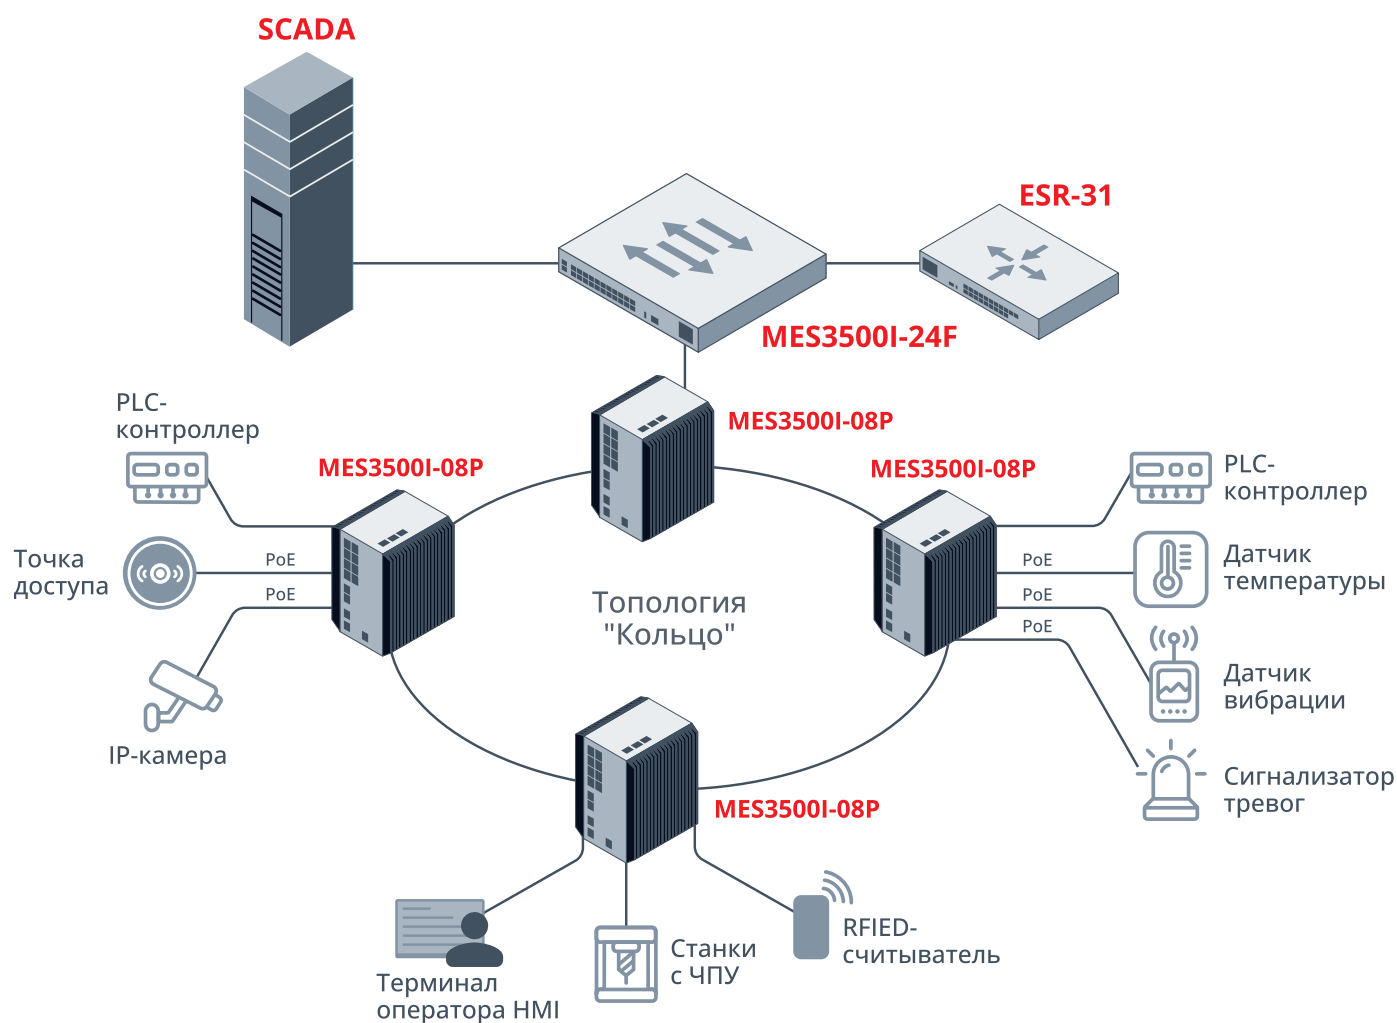 SCADA
ESR-31
MES3500I-24F
PLC-
контроллер
MES3500I-08P
MES3500I-08P
MES3500I-08P
PLC-
контроллер
Точка
доступа
PoE
PoE
PoE
Датчик
температуры
PoE
PoE
Топология
"Кольцо"
Датчик
вибрации
IP-камера
Сигнализатор
тревог
MES3500I-08P
Терминал
оператора HMI
Станки
с ЧПУ
RFIED-
считыватель